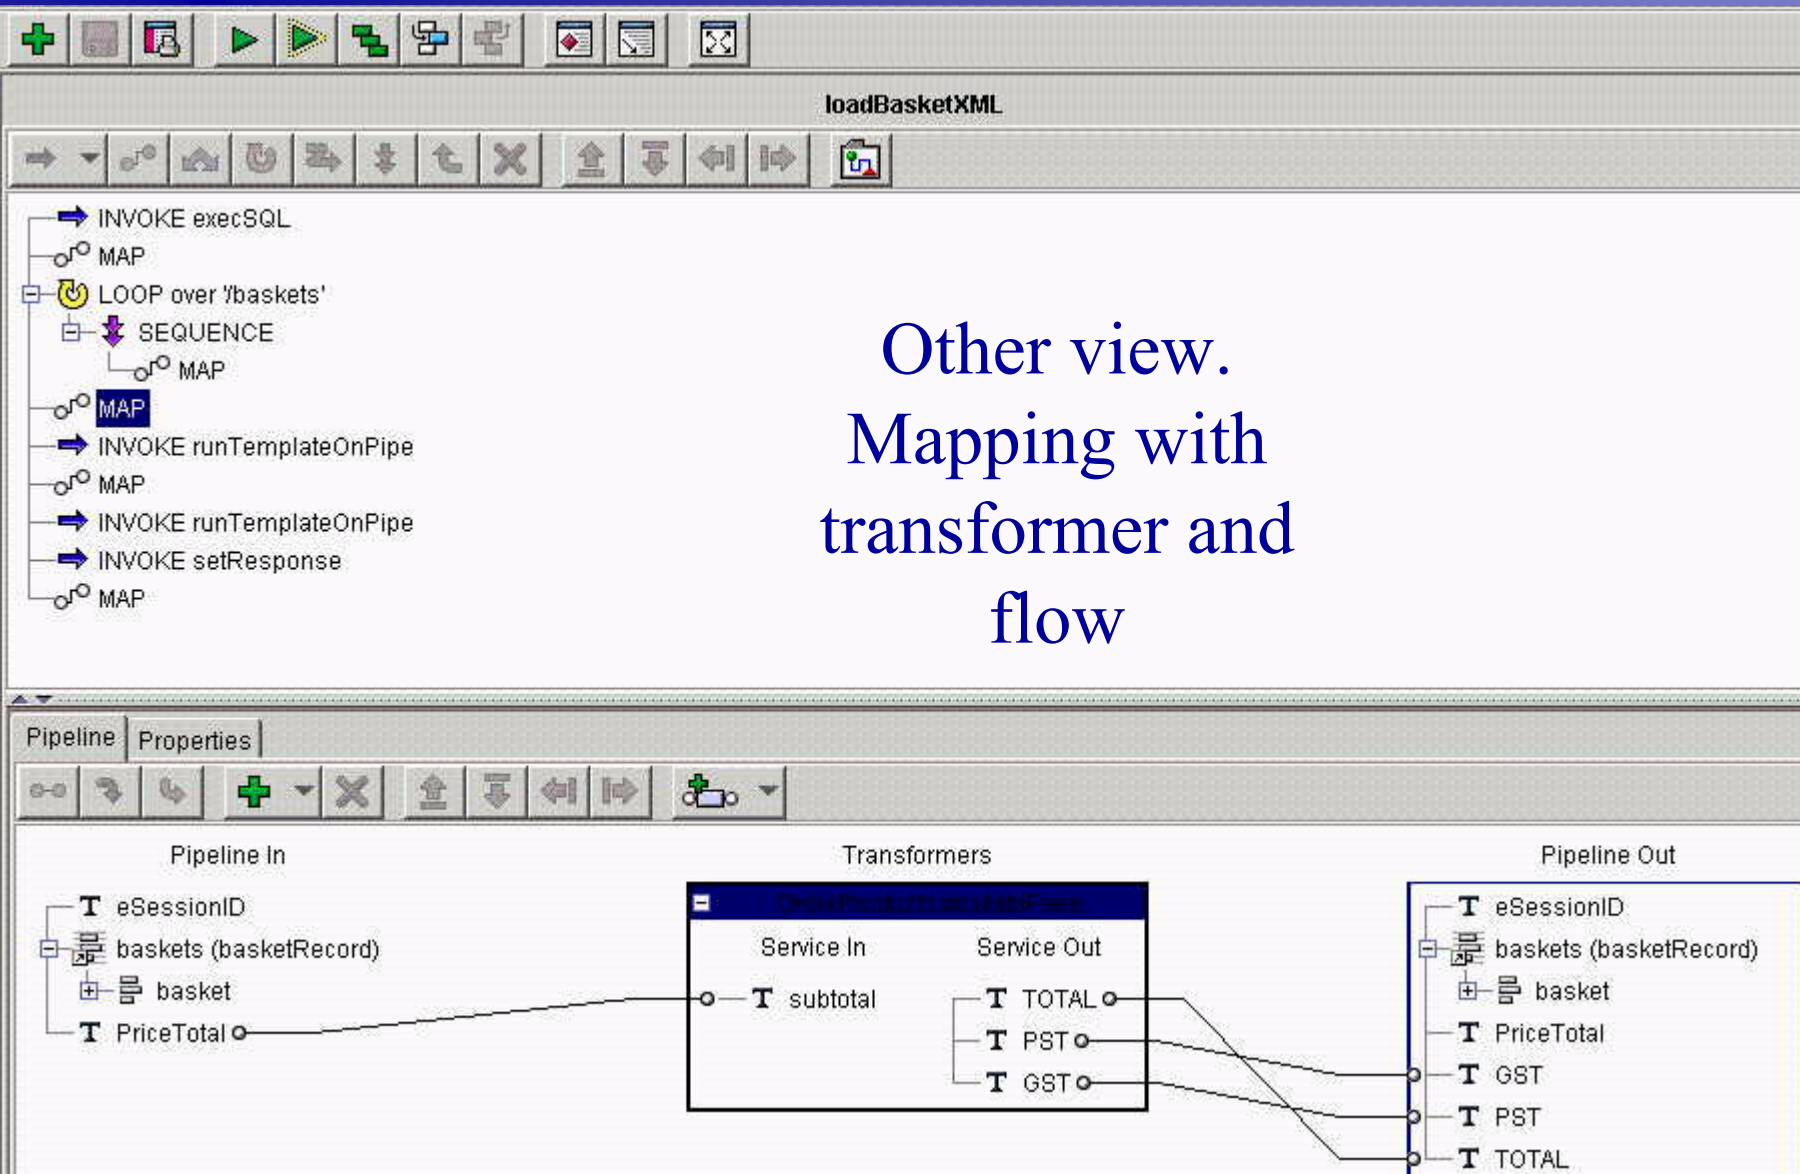 loadBasketXML
INVOKE execSQL
MAP
LOOP over '/baskets'
SEQUENCE
MAP
MAP
INVOKE runTemplateOnPipe
MAP
INVOKE runTemplateOnPipe
INVOKE setResponse
MAP
Other view.
Mapping with
transformer and
flow
Pipeline Properties
Pipeline In Transformers Pipeline Out
T eSessionID
baskets (basketRecord)
basket
T PriceTotal
Service In Service Out
T subtotal
T TOTAL
T PST
T GST
T eSessionID
baskets (basketRecord)
basket
T PriceTotal
T GST
T PST
T TOTAL